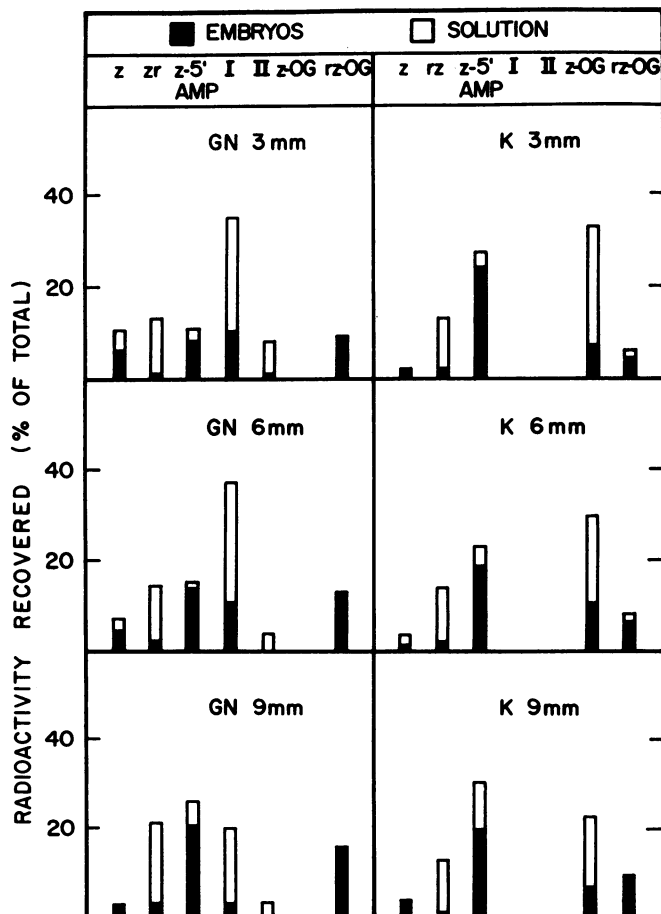 EMBRYOS SOLUTION
z zr z-5' I II z-OG rz-OG z rz z-5' I II z-OG rz-OG
AMP AMP
GN 3mm K 3mm
40
20
GN 6mm K 6mm
40
20
GN 9mm K 9mm
40
20
RADIOACTIVITY RECOVERED (% OF TOTAL)